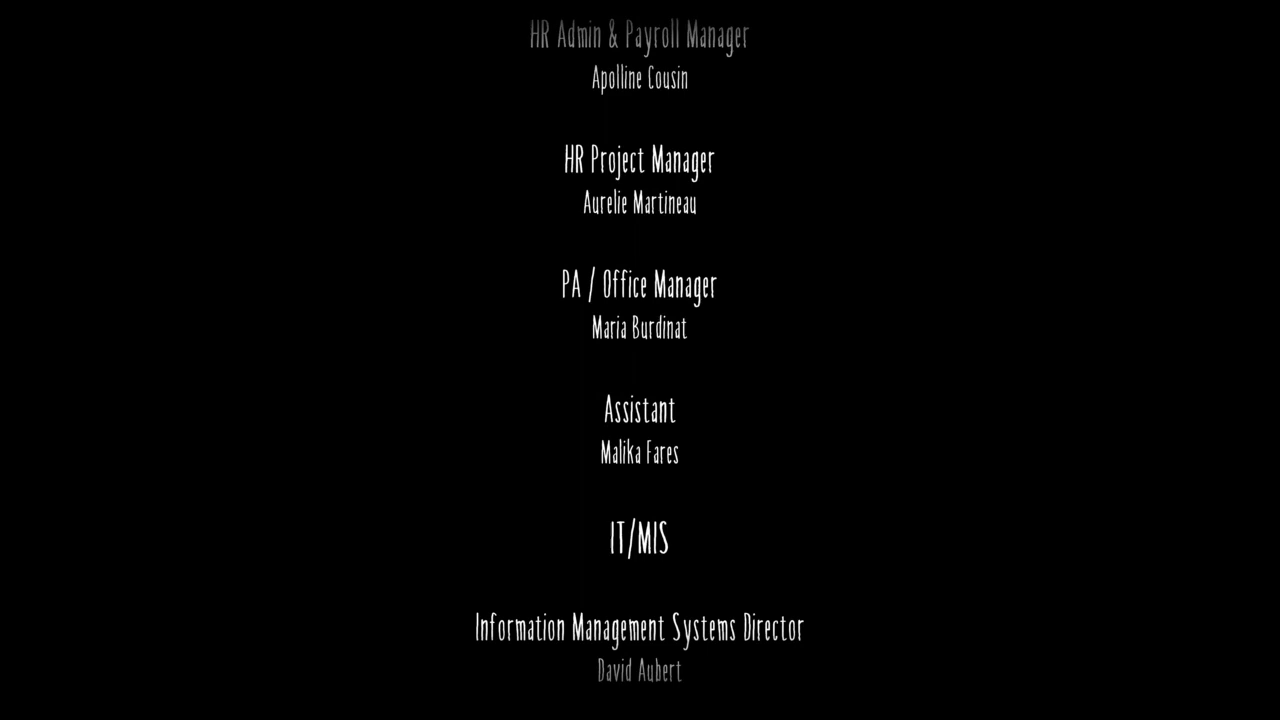 HR Admin & Payroll Manager
Apolline Cousin
HR Project Manager
Aurelie Martineau
PA / Office Manager
Maria Burdinat
Assistant
Malika Fares
IT/MIS
Information Management Systems Director
David Aubert